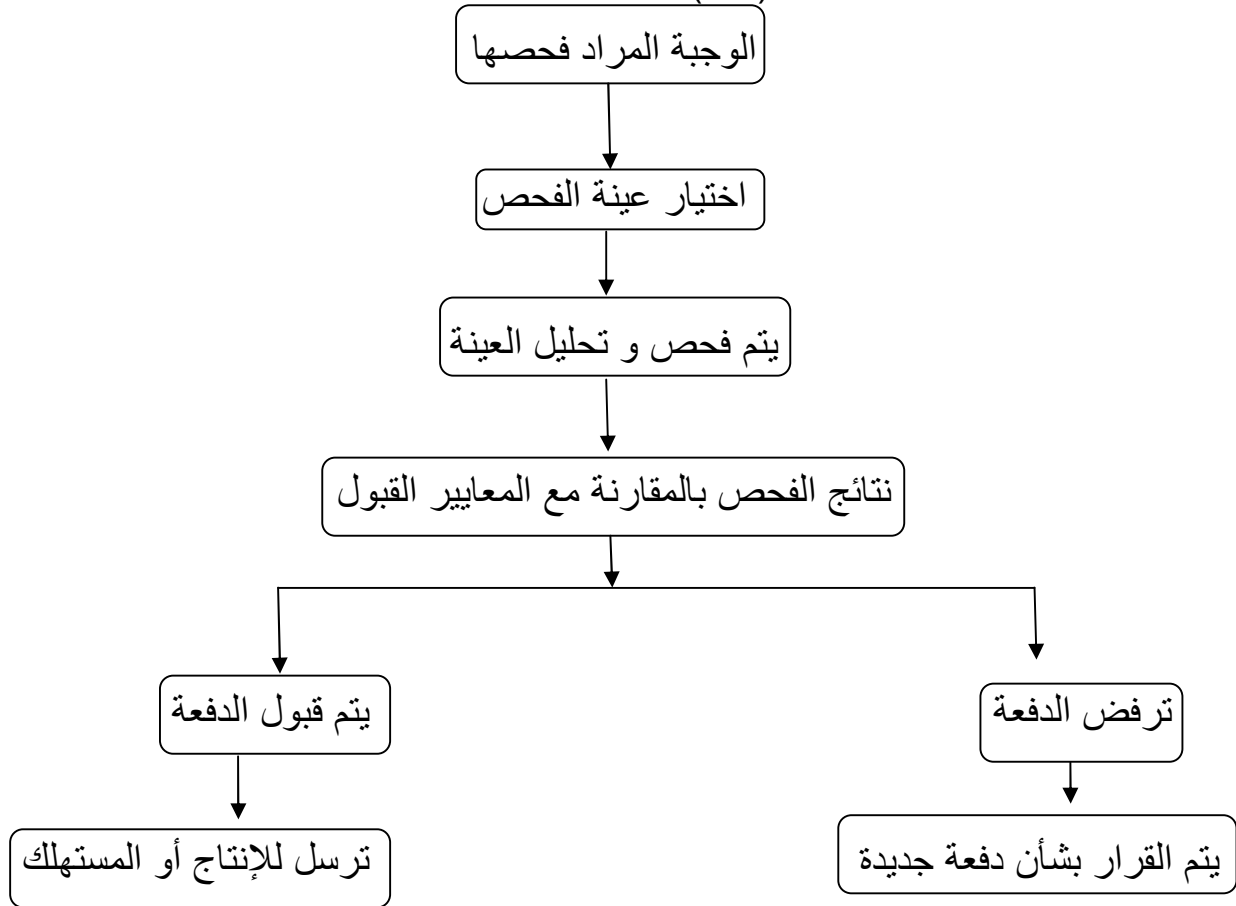 الوجبة المراد فحصها
اختيار عينة الفحص
يتم فحص و تحليل العينة
نتائج الفحص بالمقارنة مع المعايير القبول
ترفض الدفعة
يتم قبول الدفعة
يتم القرار بشأن دفعة جديدة
ترسل للإنتاج أو المستهلك